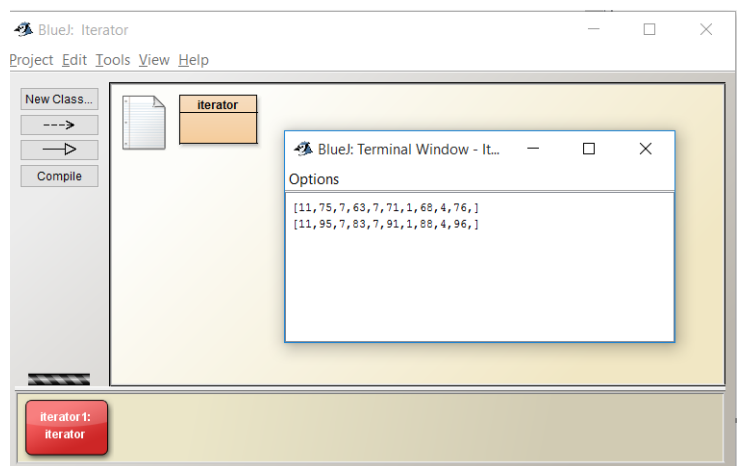 BlueJ: Iterator
Project Edit Tools View Help
New Class...
Compile
iterator
BlueJ: Terminal Window - It...
Options
[11,75,7,63,7,71,1,68,4,76,]
[11,95,7,83,7,91,1,88,4,96,]
iterator1:
iterator